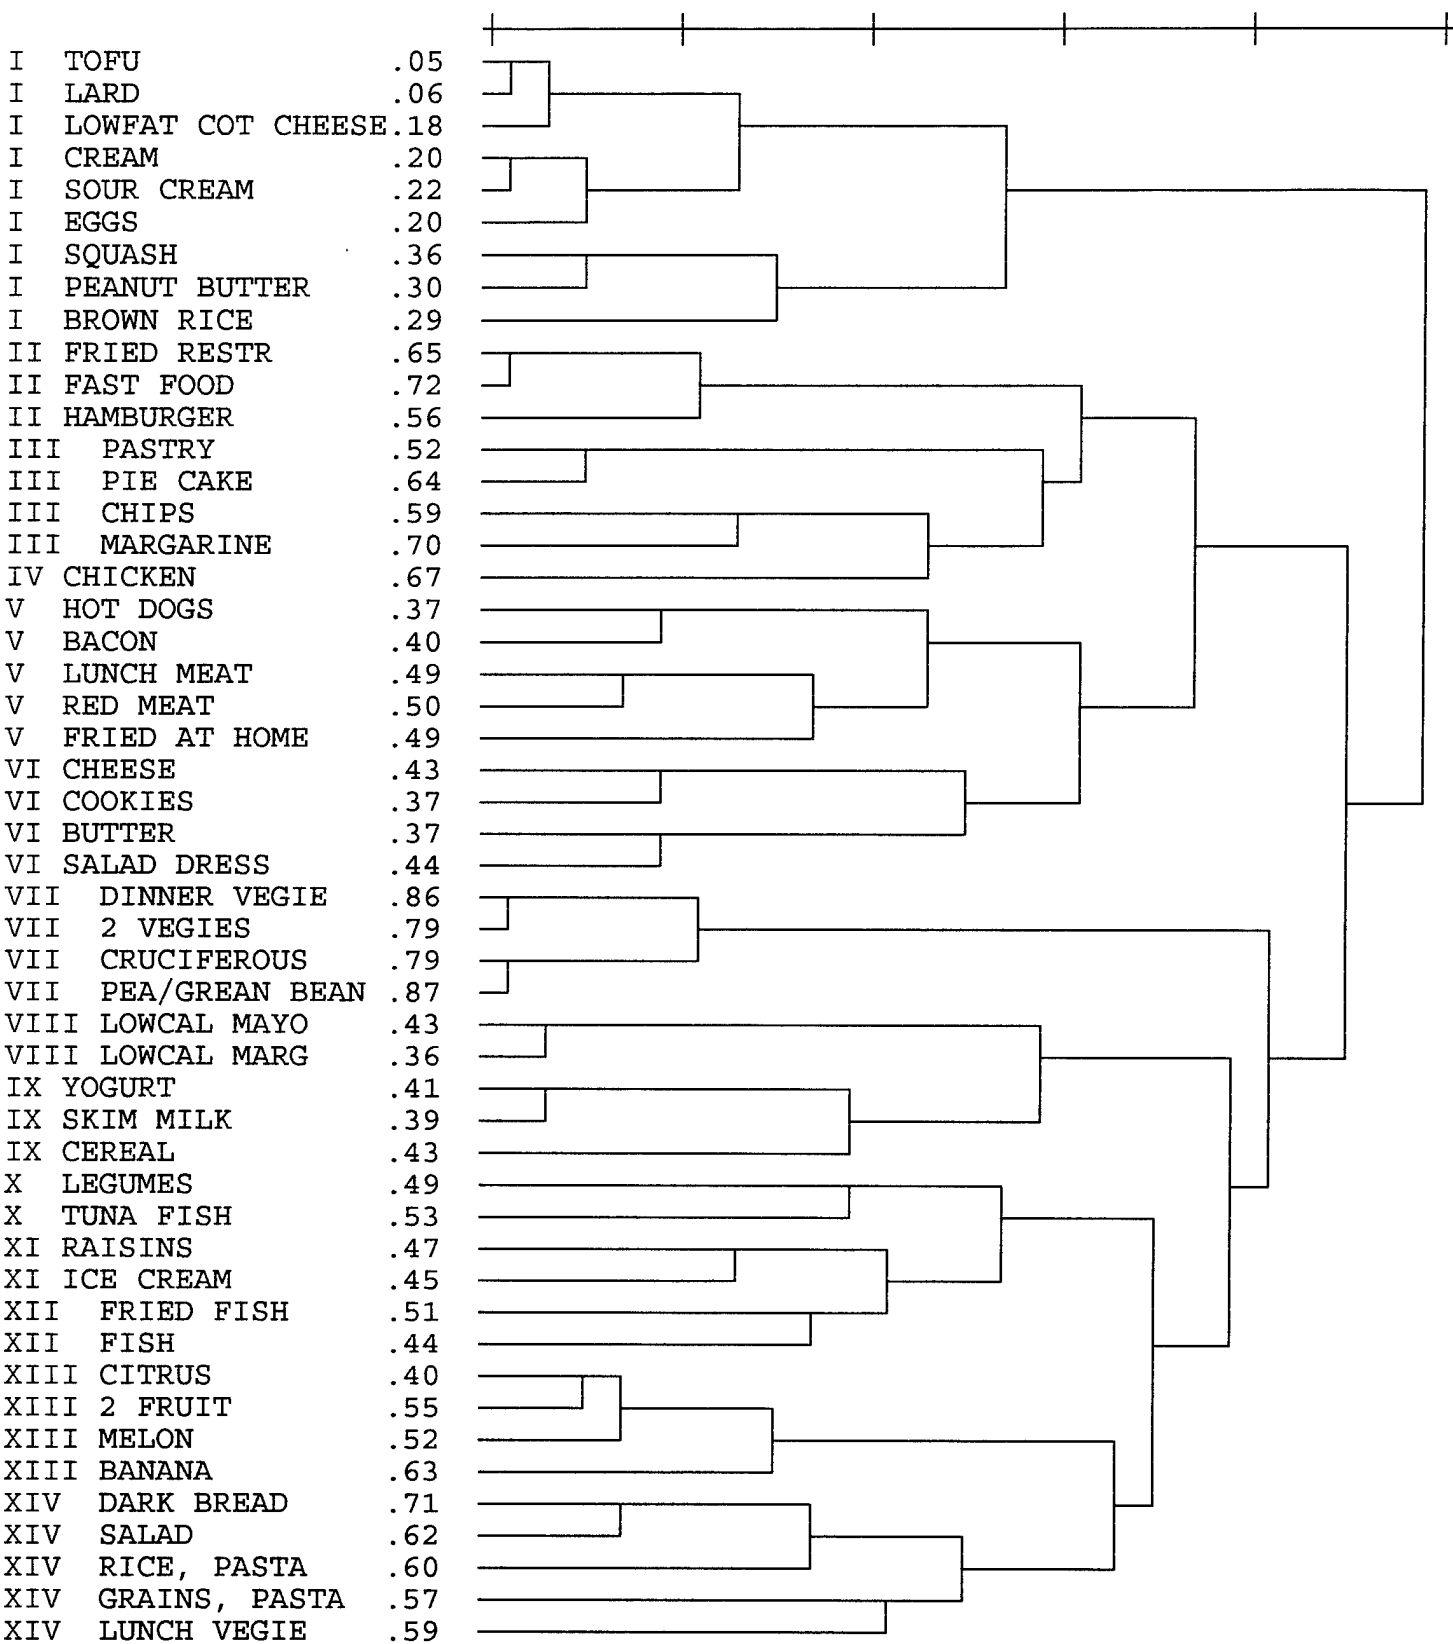 I TOFU .05
I LARD .06
I LOWFAT COT CHEESE.18
I CREAM .20
I SOUR CREAM .22
I EGGS .20
I SQUASH .36
I PEANUT BUTTER .30
I BROWN RICE .29
II FRIED RESTR .65
II FAST FOOD .72
II HAMBURGER .56
III PASTRY .52
III PIE CAKE .64
III CHIPS .59
III MARGARINE .70
IV CHICKEN .67
V HOT DOGS .37
V BACON .40
V LUNCH MEAT .49
V RED MEAT .50
V FRIED AT HOME .49
VI CHEESE .43
VI COOKIES .37
VI BUTTER .37
VI SALAD DRESS .44
VII DINNER VEGIE .86
VII 2 VEGIES .79
VII CRUCIFEROUS .79
VII PEA/GREAN BEAN .87
VIII LOWCAL MAYO .43
VIII LOWCAL MARG .36
IX YOGURT .41
IX SKIM MILK .39
IX CEREAL .43
X LEGUMES .49
X TUNA FISH .53
XI RAISINS .47
XI ICE CREAM .45
XII FRIED FISH .51
XII FISH .44
XIII CITRUS .40
XIII 2 FRUIT .55
XIII MELON .52
XIII BANANA .63
XIV DARK BREAD .71
XIV SALAD .62
XIV RICE, PASTA .60
XIV GRAINS, PASTA .57
XIV LUNCH VEGIE .59